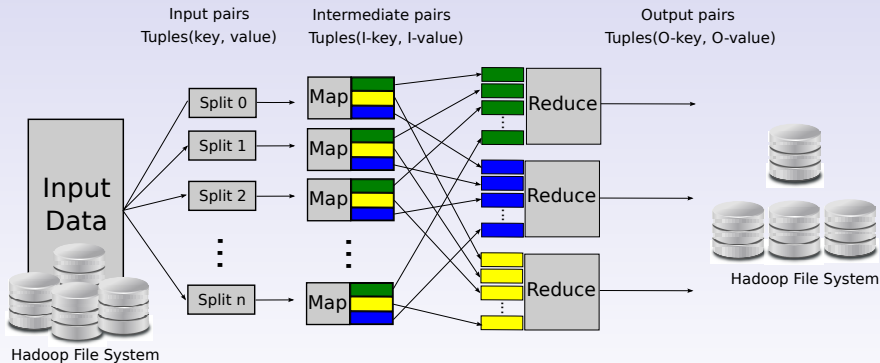 Input pairs
Tuples(key, value)
Intermediate pairs
Tuples(I-key, I-value)
Output pairs
Tuples(O-key, O-value)
Input
Data
Hadoop File System
Split 0
Split 1
Split 2
Split n
Map
Map
Map
Map
Reduce
Reduce
Reduce
Hadoop File System